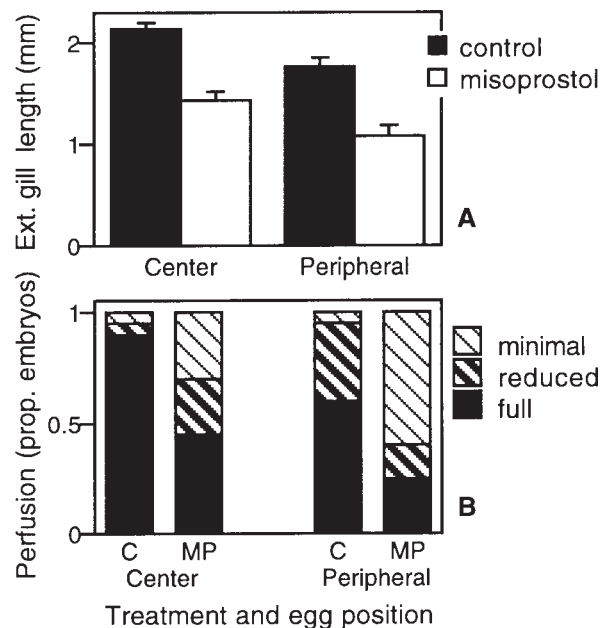 Ext. gill length (mm)
2
1
0
control
misoprostol
A
Center Peripheral
Perfusion (prop. embryos)
1
0.5
0
minimal
reduced
full
B
C MP C MP
Center Peripheral
Treatment and egg position